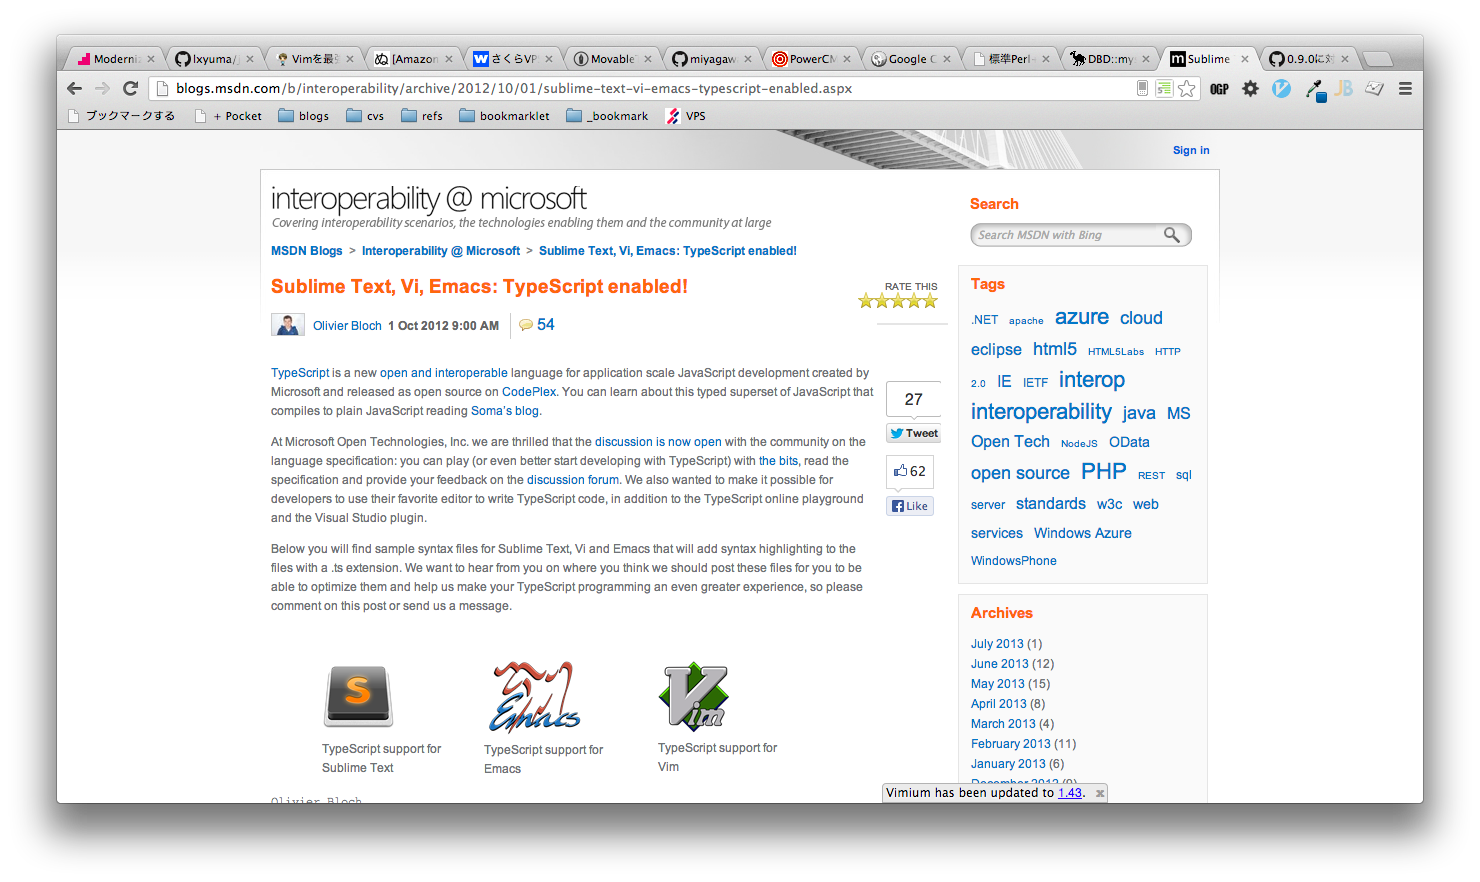 Moderni
lxyuma/j
Vimを最
[Amazon
さくらVP
Movable
miyagaw
PowerCM
Google C
標準Perl
DBD::my
Sublime
0.9.0に対
blogs.msdn.com/b/interoperability/archive/2012/10/01/sublime-text-vi-emacs-typescript-enabled.aspx
OGP
JB
ブックマークする
+ Pocket
blogs
cvs
refs
bookmarklet
_bookmark
VPS
Sign in
interoperability @ microsoft
Covering interoperability scenarios, the technologies enabling them and the community at large
MSDN Blogs > Interoperability @ Microsoft > Sublime Text, Vi, Emacs: TypeScript enabled!
Sublime Text, Vi, Emacs: TypeScript enabled!
RATE THIS
Olivier Bloch 1 Oct 2012 9:00 AM
54
TypeScript is a new open and interoperable language for application scale JavaScript development created by
Microsoft and released as open source on CodePlex. You can learn about this typed superset of JavaScript that
compiles to plain JavaScript reading Soma's blog.
At Microsoft Open Technologies, Inc. we are thrilled that the discussion is now open with the community on the
language specification: you can play (or even better start developing with TypeScript) with the bits, read the
specification and provide your feedback on the discussion forum. We also wanted to make it possible for
developers to use their favorite editor to write TypeScript code, in addition to the TypeScript online playground
and the Visual Studio plugin.
Below you will find sample syntax files for Sublime Text, Vi and Emacs that will add syntax highlighting to the
files with a .ts extension. We want to hear from you on where you think we should post these files for you to be
able to optimize them and help us make your TypeScript programming an even greater experience, so please
comment on this post or send us a message.
27
Tweet
62
Like
S
Emacs
Vim
TypeScript support for
Sublime Text
TypeScript support for
Emacs
TypeScript support for
Vim
Olivier Bloch
Search
Search MSDN with Bing
Tags
.NET apache azure cloud
eclipse html5 HTML5Labs HTTP
2.0 IE IETF interop
interoperability java MS
Open Tech NodeJS OData
open source PHP REST sql
server standards w3c web
services Windows Azure
WindowsPhone
Archives
July 2013 (1)
June 2013 (12)
May 2013 (15)
April 2013 (8)
March 2013 (4)
February 2013 (11)
January 2013 (6)
December 2012 (9)
Vimium has been updated to 1.43.